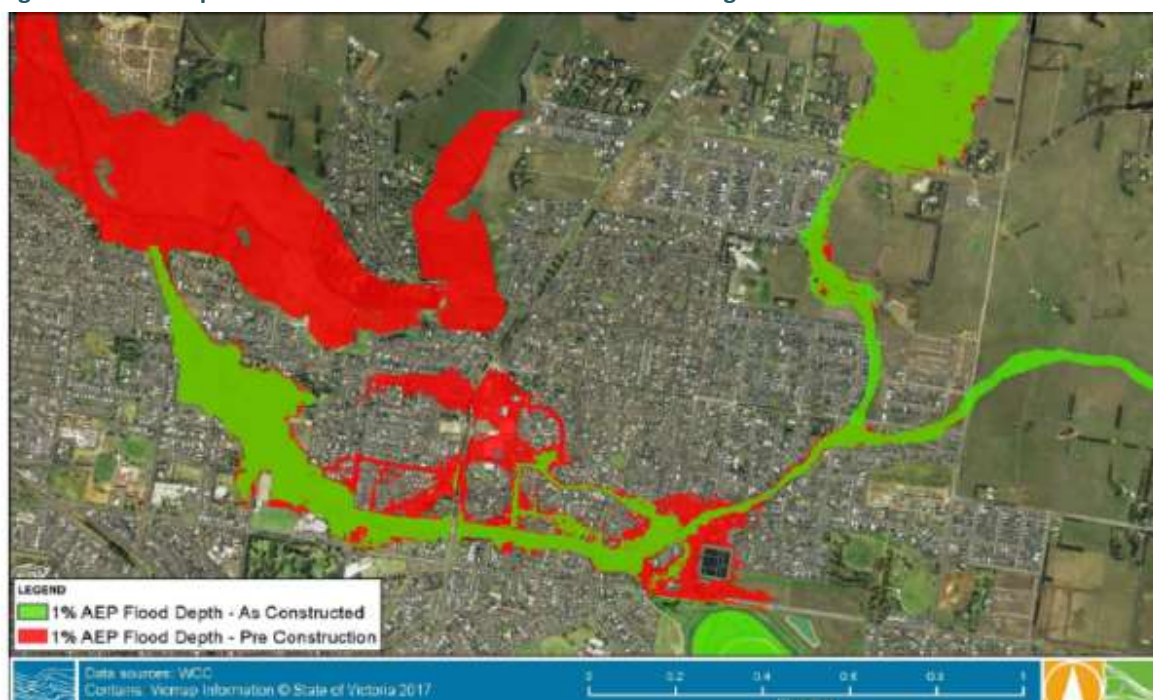 LEGEND
1% AEP Flood Depth - As Constructed
1% AEP Flood Depth - Pre Construction
Data sources: WCC
Contains: Vicmap Information © State of Victoria 2017
0 0.2 0.4 0.6 0.8 1